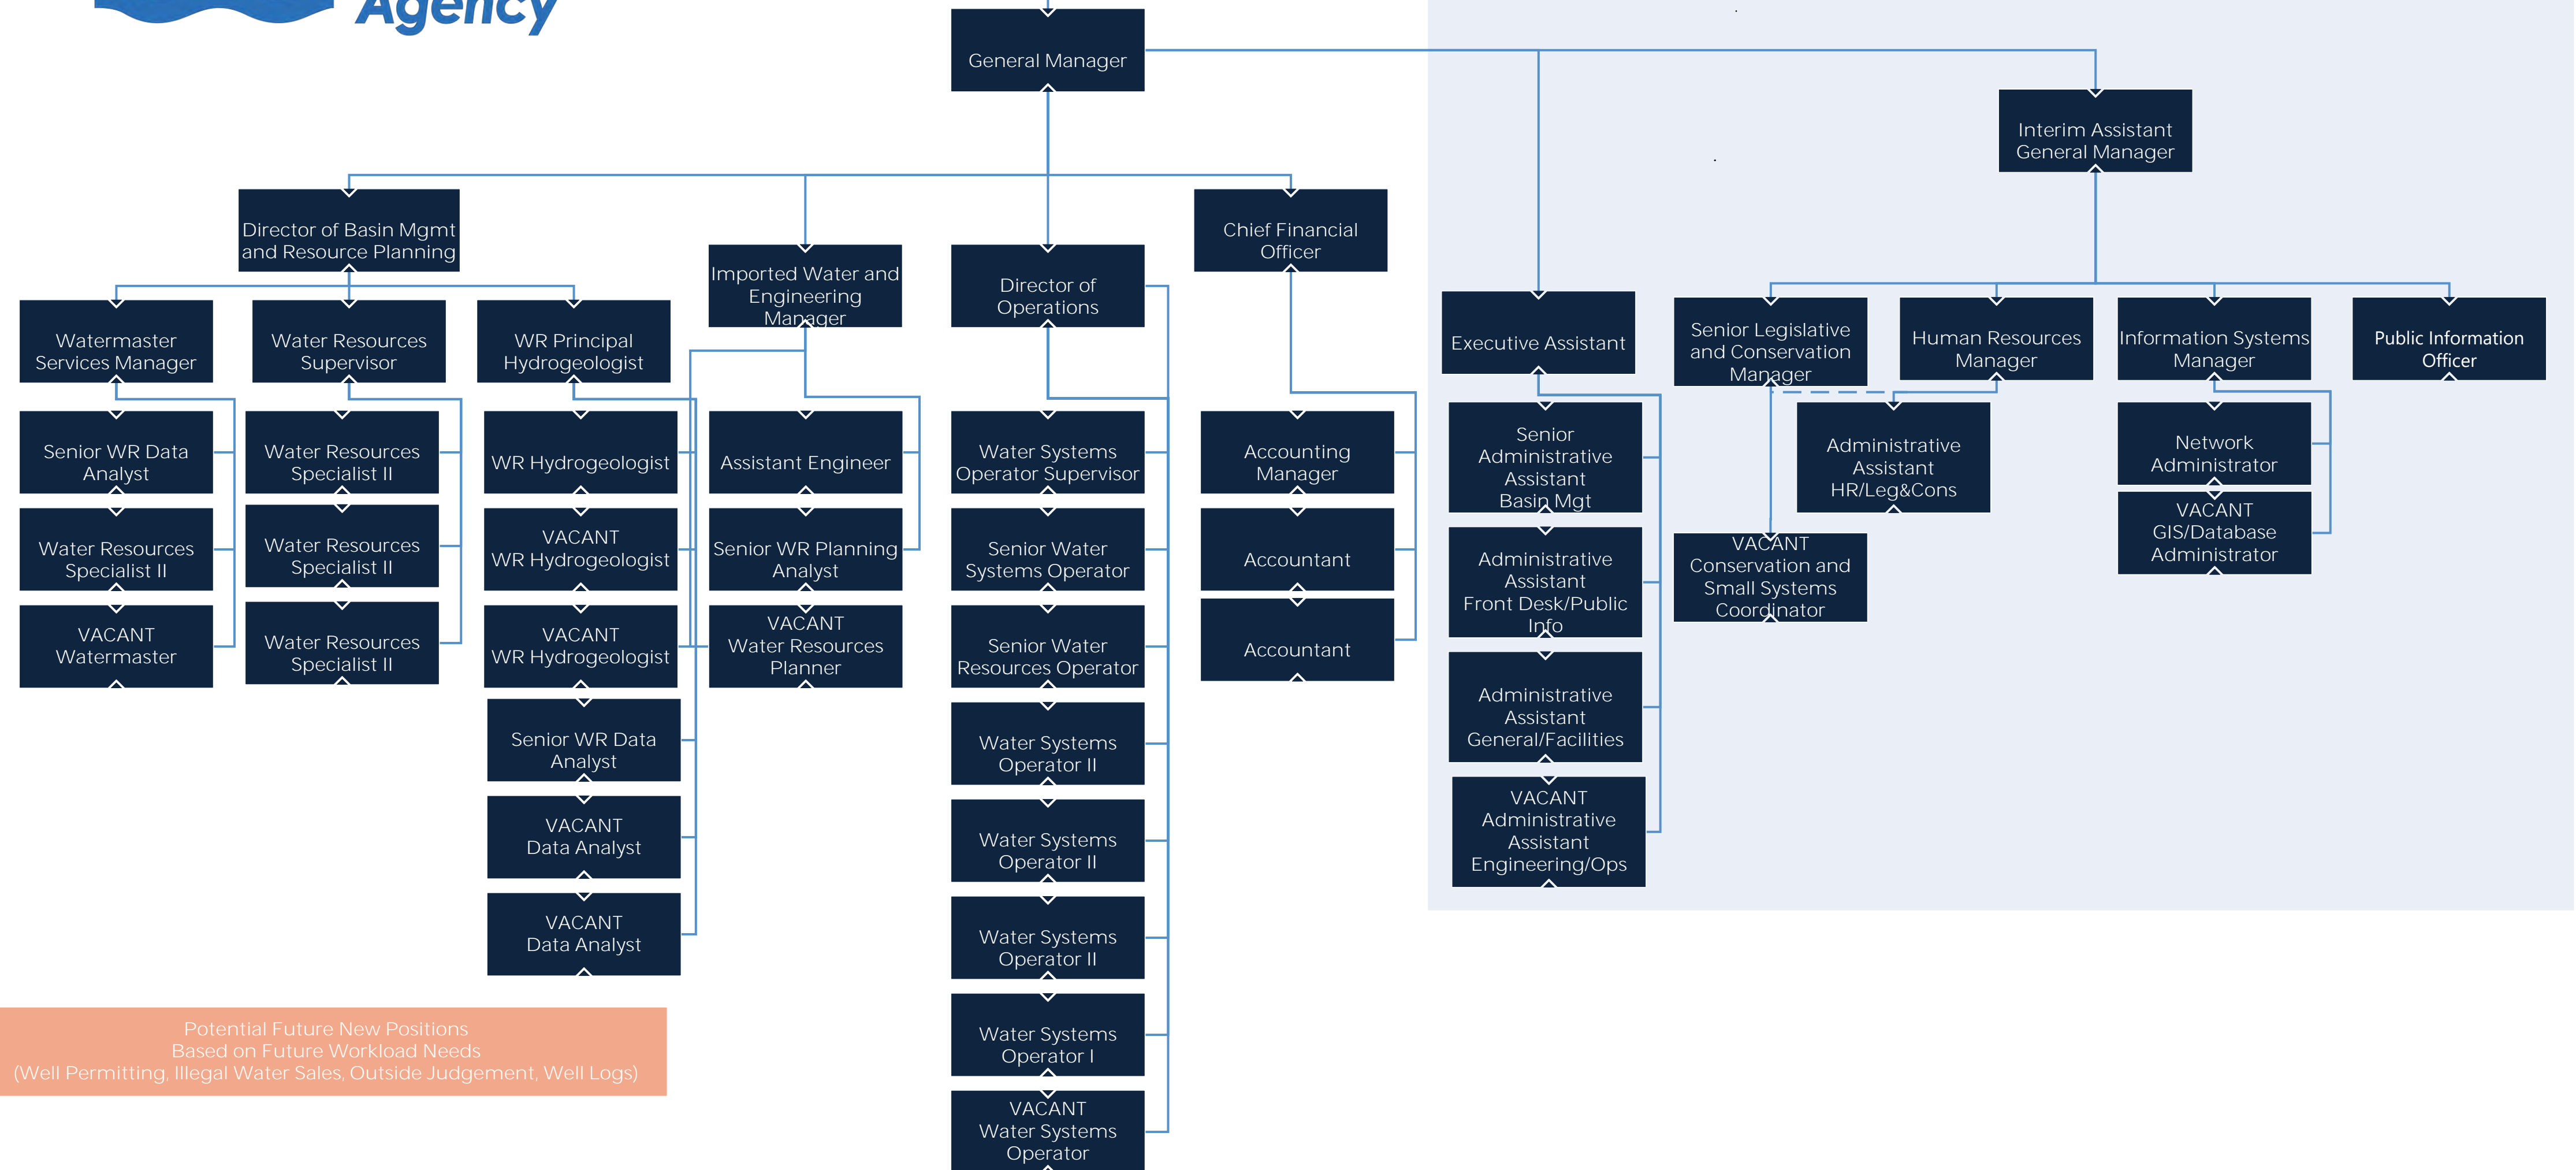 Agency
General Manager
Interim Assistant
General Manager
Director of Basin Mgmt
and Resource Planning
Imported Water and
Engineering
Manager
Director of
Operations
Chief Financial
Officer
Watermaster
Services Manager
Water Resources
Supervisor
WR Principal
Hydrogeologist
Executive Assistant
Senior Legislative
and Conservation
Manager
Human Resources
Manager
Information Systems
Manager
Public Information
Officer
Senior WR Data
Analyst
Water Resources
Specialist II
VACANT
Watermaster
Water Resources
Specialist II
Water Resources
Specialist II
Water Resources
Specialist II
WR Hydrogeologist
VACANT
WR Hydrogeologist
VACANT
WR Hydrogeologist
Senior WR Data
Analyst
VACANT
Data Analyst
VACANT
Data Analyst
Assistant Engineer
Senior WR Planning
Analyst
VACANT
Water Resources
Planner
Water Systems
Operator Supervisor
Senior Water
Systems Operator
Senior Water
Resources Operator
Water Systems
Operator II
Water Systems
Operator II
Water Systems
Operator II
Water Systems
Operator I
VACANT
Water Systems
Operator
Accounting
Manager
Accountant
Accountant
Senior
Administrative
Assistant
Basin Mgt
Administrative
Assistant
Front Desk/Public
Info
Administrative
Assistant
General/Facilities
VACANT
Administrative
Assistant
Engineering/Ops
VACANT
Conservation and
Small Systems
Coordinator
Administrative
Assistant
HR/Leg&Cons
Network
Administrator
VACANT
GIS/Database
Administrator
Potential Future New Positions
Based on Future Workload Needs
(Well Permitting, Illegal Water Sales, Outside Judgement, Well Logs)